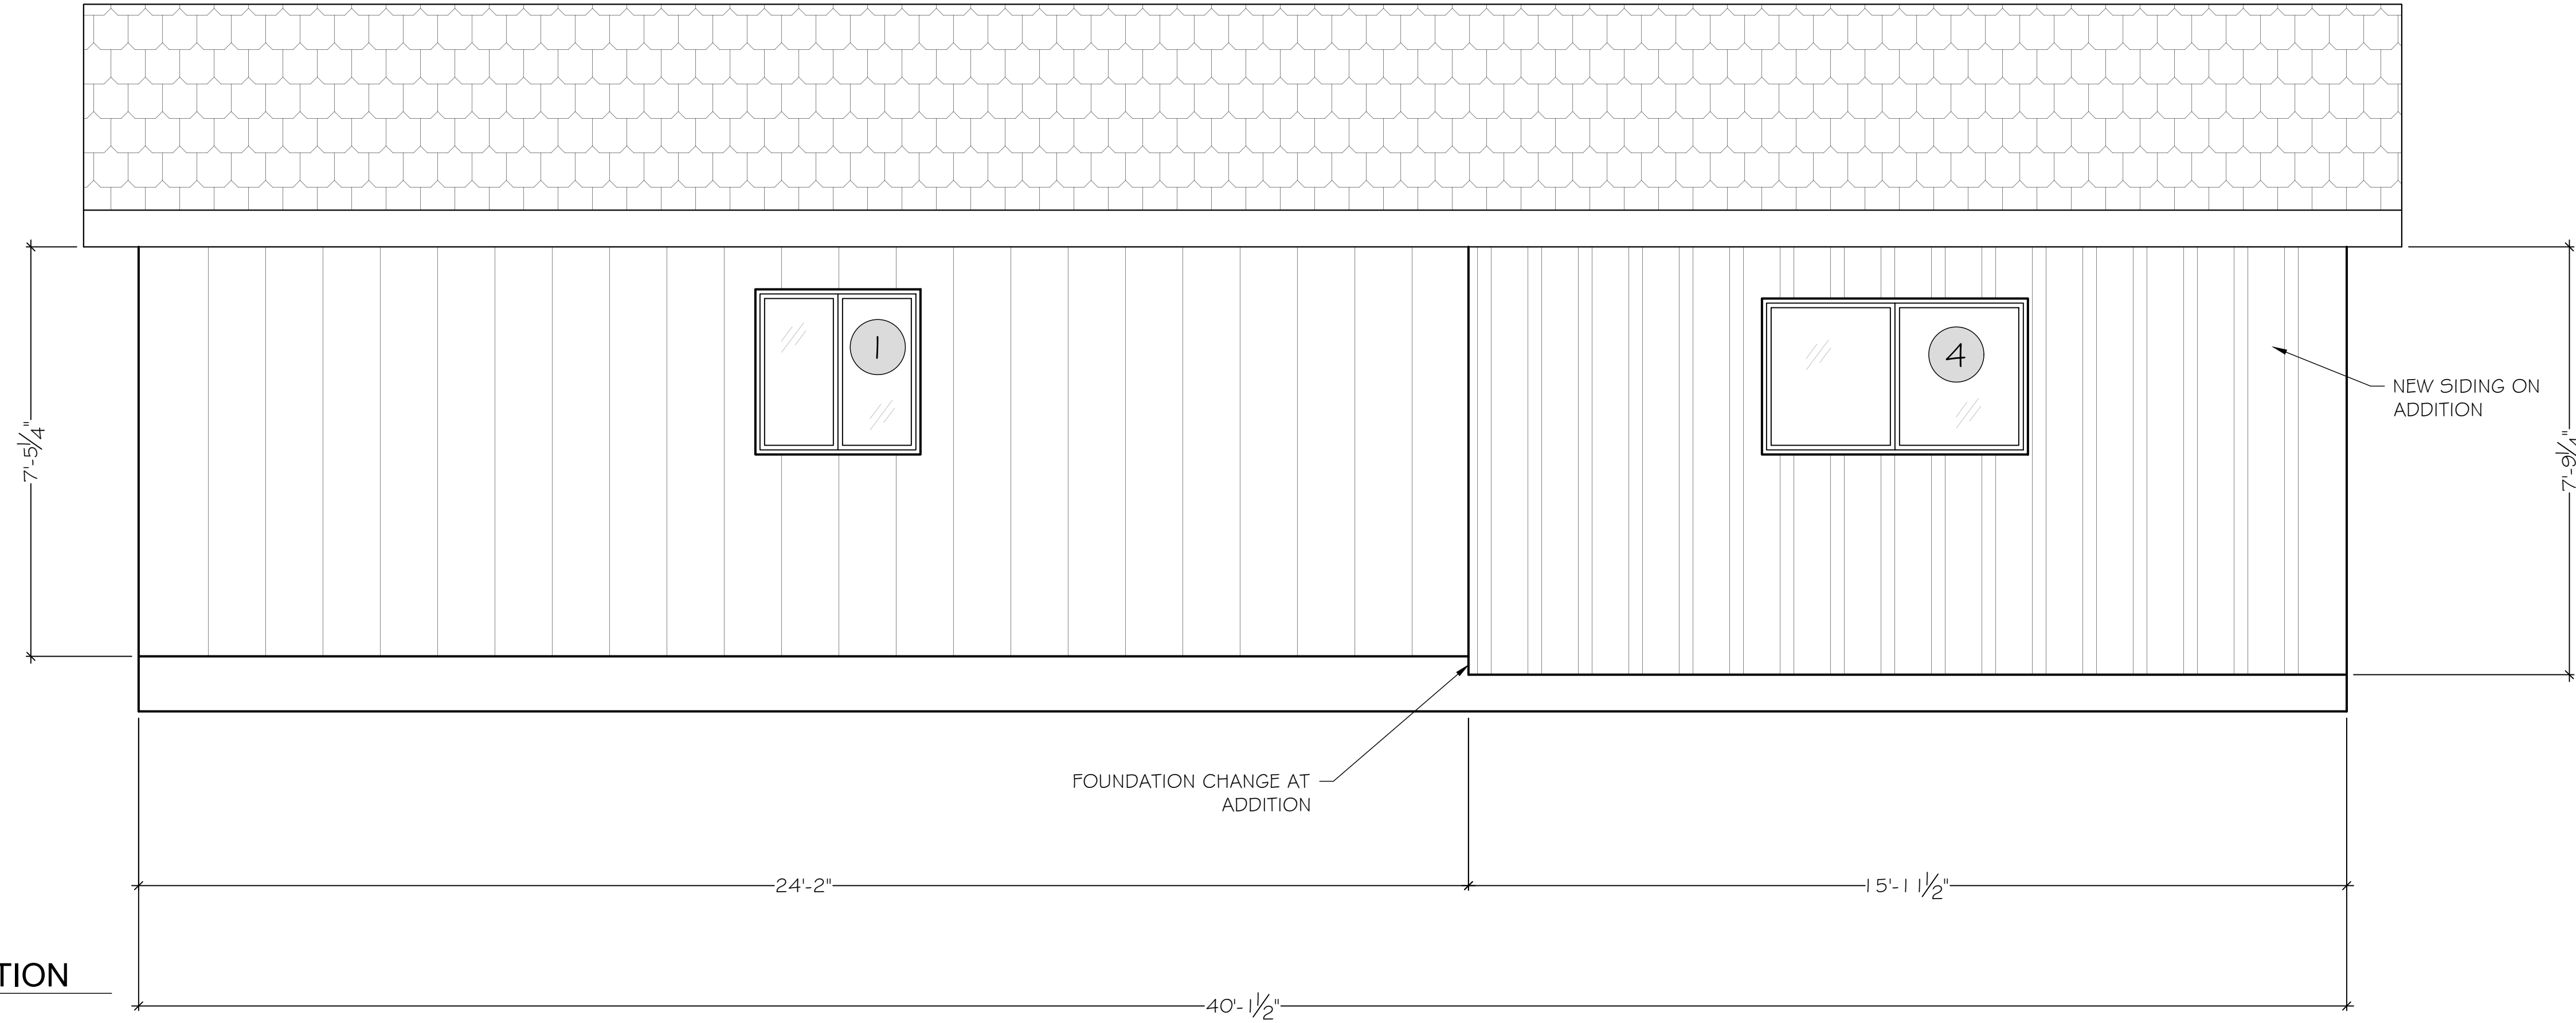 1
4
NEW SIDING ON
ADDITION
7'-5¼"
7'-9¼"
FOUNDATION CHANGE AT
ADDITION
24'-2"
15'-11½"
TION
40'-1½"